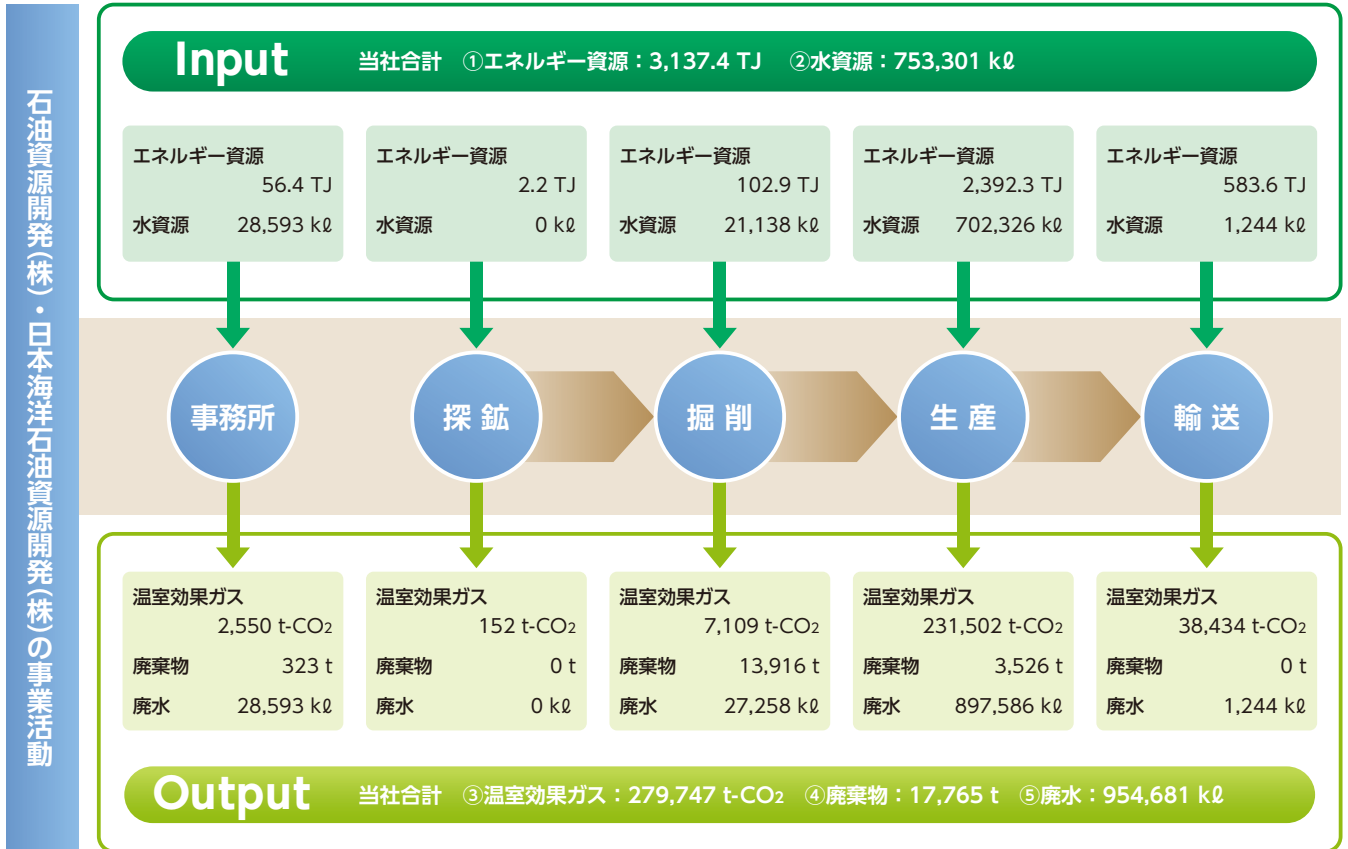 石油資源開発(株)・日本海洋石油資源開発(株)の事業活動
Input 当社合計 ①エネルギー資源：3,137.4 TJ ②水資源：753,301 kℓ
エネルギー資源
56.4 TJ
水資源 28,593 kℓ
エネルギー資源
2.2 TJ
水資源 0 kℓ
エネルギー資源
102.9 TJ
水資源 21,138 kℓ
エネルギー資源
2,392.3 TJ
水資源 702,326 kℓ
エネルギー資源
583.6 TJ
水資源 1,244 kℓ
事務所
探鉱
掘削
生産
輸送
温室効果ガス
2,550 t-CO2
廃棄物 323 t
廃水 28,593 kℓ
温室効果ガス
152 t-CO2
廃棄物 0 t
廃水 0 kℓ
温室効果ガス
7,109 t-CO2
廃棄物 13,916 t
廃水 27,258 kℓ
温室効果ガス
231,502 t-CO2
廃棄物 3,526 t
廃水 897,586 kℓ
温室効果ガス
38,434 t-CO2
廃棄物 0 t
廃水 1,244 kℓ
Output 当社合計 ③温室効果ガス：279,747 t-CO2 ④廃棄物：17,765 t ⑤廃水：954,681 kℓ